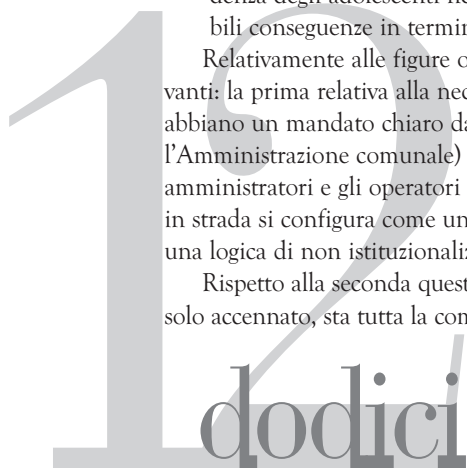 denza degli adolescenti ne
bili conseguenze in termin
Relativamente alle figure o
vanti: la prima relativa alla nec
abbiano un mandato chiaro da
l'Amministrazione comunale)
amministratori e gli operatori
in strada si configura come un
una logica di non istituzionaliz
Rispetto alla seconda quest
solo accennato, sta tutta la com
12
dodici